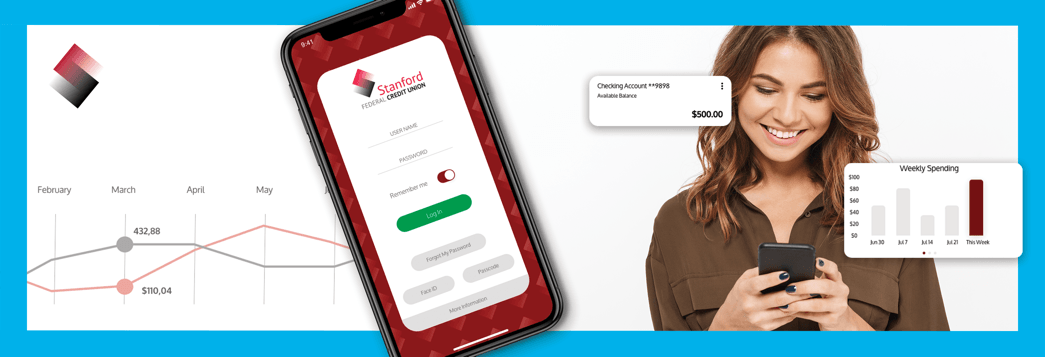 February March April May J
432,88
$110,04
9:41
Stanford
FEDERAL CREDIT UNION
USER NAME
PASSWORD
Remember me
Log In
Forgot My Password
Face ID Passcode
More Information
Checking Account **9898
Available Balance
$500.00
Weekly Spending
$100
$80
$60
$40
$20
$0
Jun 30 Jul 7 Jul 14 Jul 21 This Week